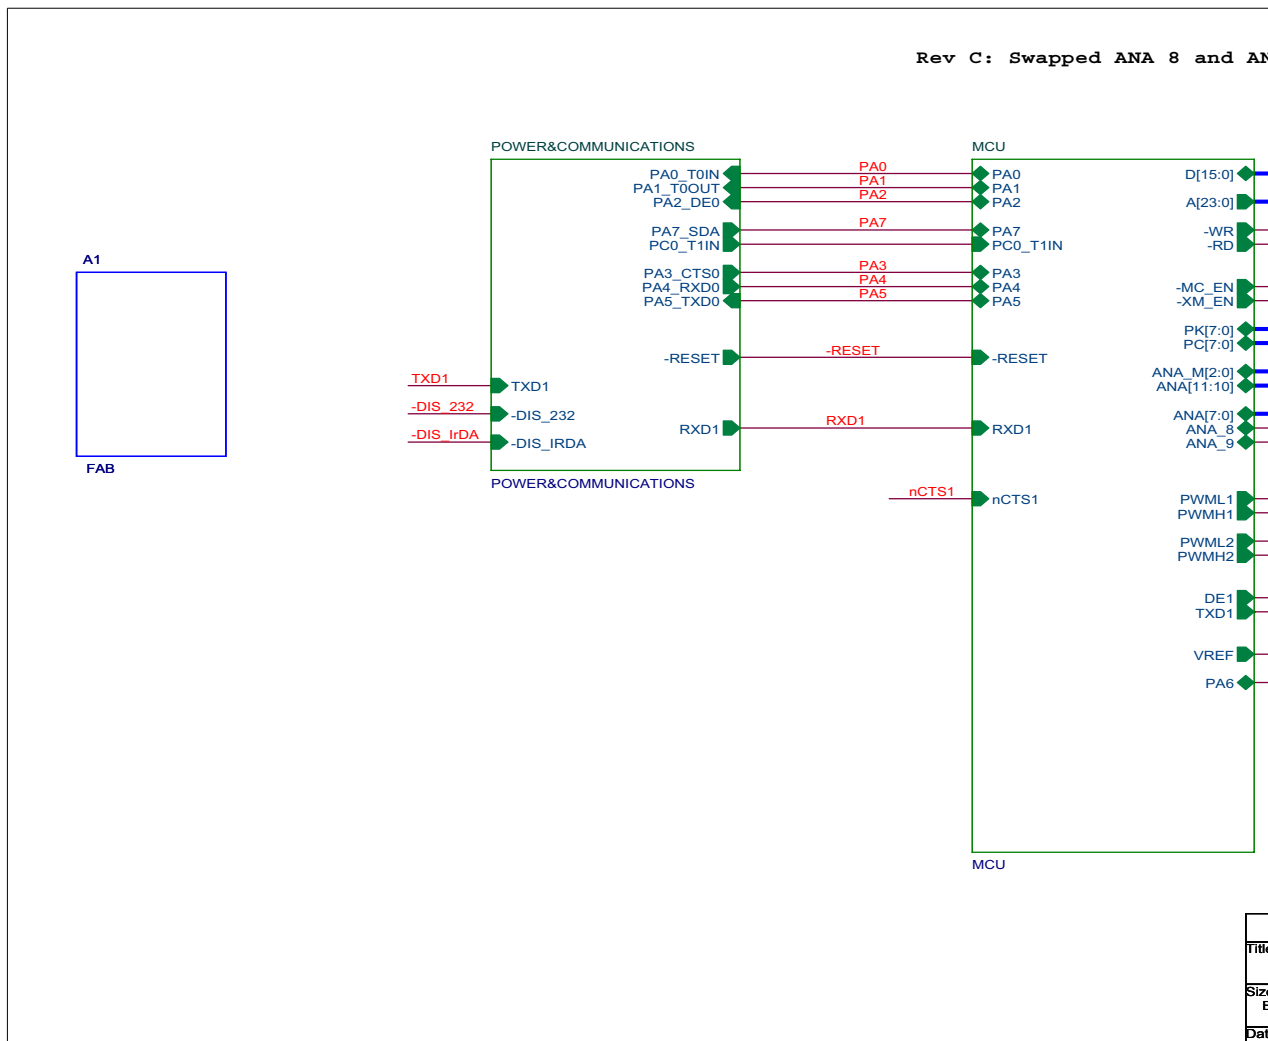 Rev C: Swapped ANA 8 and
POWER&COMMUNICATIONS
MCU
PA0_T0IN
PA1_T0OUT
PA2_DE0
PA7_SDA
PC0_T1IN
PA3_CTS0
PA4_RXD0
PA5_TXD0
-RESET
RXD1
TXD1
-DIS_232
-DIS_IRDA
TXD1
-DIS_232
-DIS_IrDA
POWER&COMMUNICATIONS
A1
FAB
PA0
PA1
PA2
PA7
PA3
PA4
PA5
-RESET
RXD1
nCTS1
PA0
PA1
PA2
PA7
PC0_T1IN
PA3
PA4
PA5
-RESET
RXD1
nCTS1
D[15:0]
A[23:0]
-WR
-RD
-MC_EN
-XM_EN
PK[7:0]
PC[7:0]
ANA_M[2:0]
ANA[11:10]
ANA[7:0]
ANA_8
ANA_9
PWML1
PWMH1
PWML2
PWMH2
DE1
TXD1
VREF
PA6
MCU